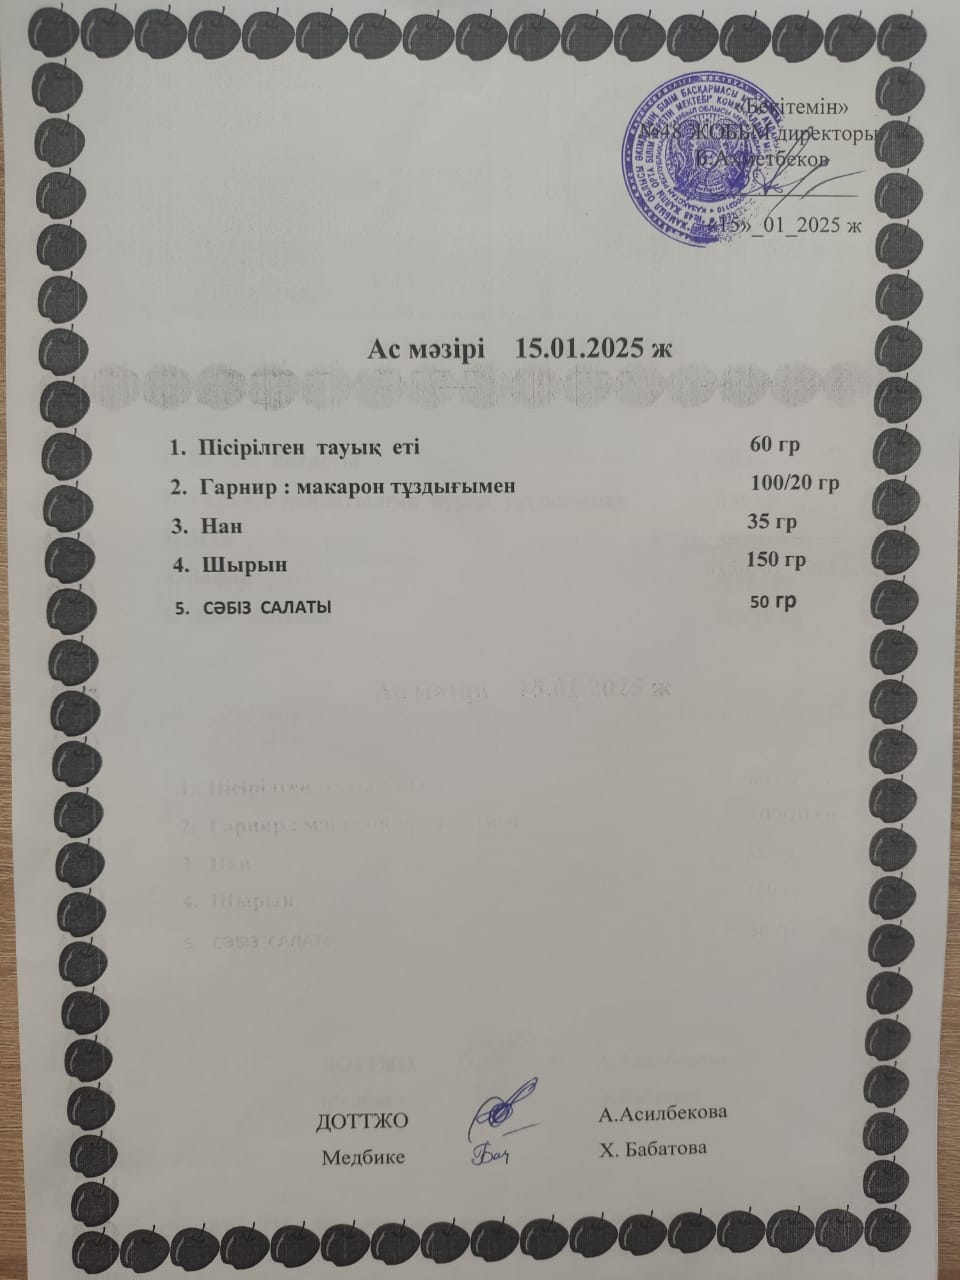 «Бекітемін»
№48 ЖОББМ директоры
Б.Ахметбеков
«15»_01_2025 ж
Ас мәзірі 15.01.2025 ж
1. Пісірілген тауық еті 60 гр
2. Гарнир : макарон тұздығымен 100/20 гр
3. Нан 35 гр
4. Шырын 150 гр
5. СӘБІЗ САЛАТЫ 50 гр
ДОТТЖО А.Асилбекова
Медбике Х. Бабатова